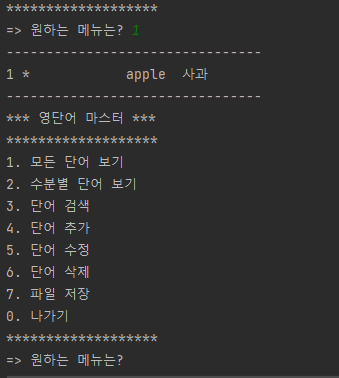 *******************
=> 원하는 메뉴는? 1
--------------------------------
1 *            apple  사과
--------------------------------
*** 영단어 마스터 ***
*******************
1. 모든 단어 보기
2. 수분별 단어 보기
3. 단어 검색
4. 단어 추가
5. 단어 수정
6. 단어 삭제
7. 파일 저장
0. 나가기
*******************
=> 원하는 메뉴는?